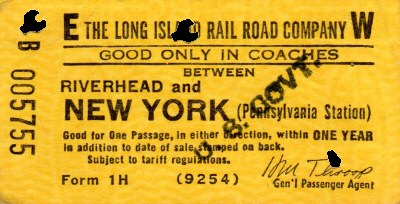 E THE LONG ISLAND RAIL ROAD COMPANY W
GOOD ONLY IN COACHES
BETWEEN
RIVERHEAD and
NEW YORK (Pennsylvania Station)
Good for One Passage, in either direction, within ONE YEAR
in addition to date of sale stamped on back.
Subject to tariff regulations.
Form 1H (9254)
Gen'l Passenger Agent
B 005755
U. S. GOVT.